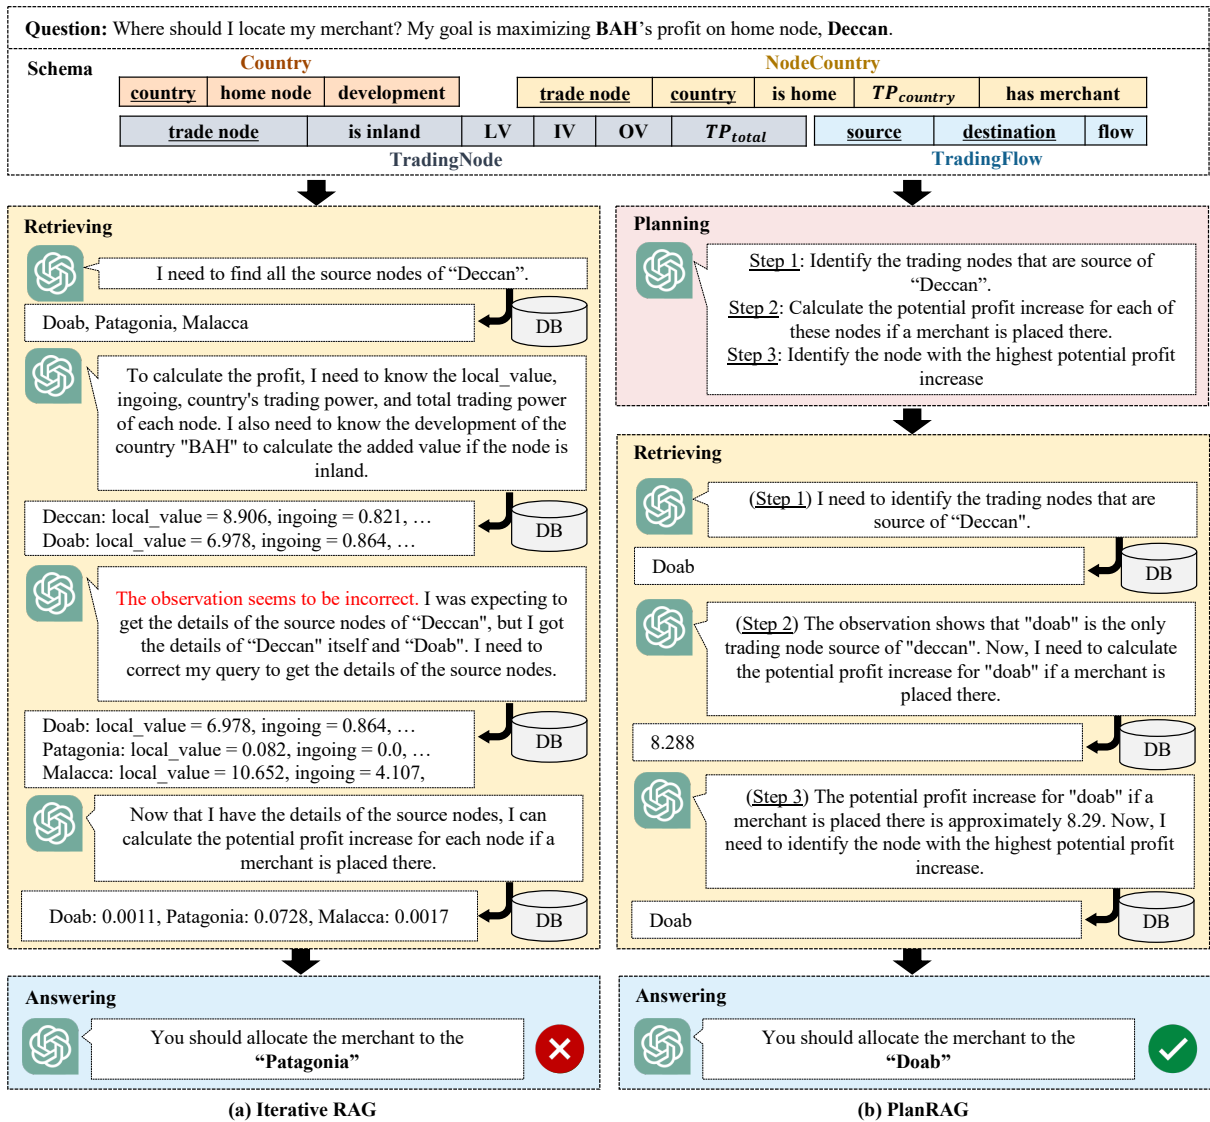 Question: Where should I locate my merchant? My goal is maximizing BAH's profit on home node, Deccan.
Schema
Country
country home node development
NodeCountry
trade node country is home TP_country has merchant
trade node is inland LV IV OV TP_total
TradingNode
source destination flow
TradingFlow
Retrieving
I need to find all the source nodes of “Deccan”.
DB
Doab, Patagonia, Malacca
To calculate the profit, I need to know the local_value,
ingoing, country's trading power, and total trading power
of each node. I also need to know the development of the
country "BAH" to calculate the added value if the node is
inland.
DB
Deccan: local_value = 8.906, ingoing = 0.821, …
Doab: local_value = 6.978, ingoing = 0.864, …
The observation seems to be incorrect. I was expecting to
get the details of the source nodes of “Deccan”, but I got
the details of “Deccan" itself and “Doab". I need to
correct my query to get the details of the source nodes.
DB
Doab: local_value = 6.978, ingoing = 0.864, …
Patagonia: local_value = 0.082, ingoing = 0.0, …
Malacca: local_value = 10.652, ingoing = 4.107,
Now that I have the details of the source nodes, I can
calculate the potential profit increase for each node if a
merchant is placed there.
DB
Doab: 0.0011, Patagonia: 0.0728, Malacca: 0.0017
Answering
You should allocate the merchant to the
“Patagonia”
(a) Iterative RAG
Planning
Step 1: Identify the trading nodes that are source of
“Deccan”.
Step 2: Calculate the potential profit increase for each of
these nodes if a merchant is placed there.
Step 3: Identify the node with the highest potential profit
increase
Retrieving
(Step 1) I need to identify the trading nodes that are
source of “Deccan".
DB
Doab
(Step 2) The observation shows that "doab" is the only
trading node source of "deccan". Now, I need to calculate
the potential profit increase for "doab" if a merchant is
placed there.
DB
8.288
(Step 3) The potential profit increase for "doab" if a
merchant is placed there is approximately 8.29. Now, I
need to identify the node with the highest potential profit
increase.
DB
Doab
Answering
You should allocate the merchant to the
“Doab”
(b) PlanRAG